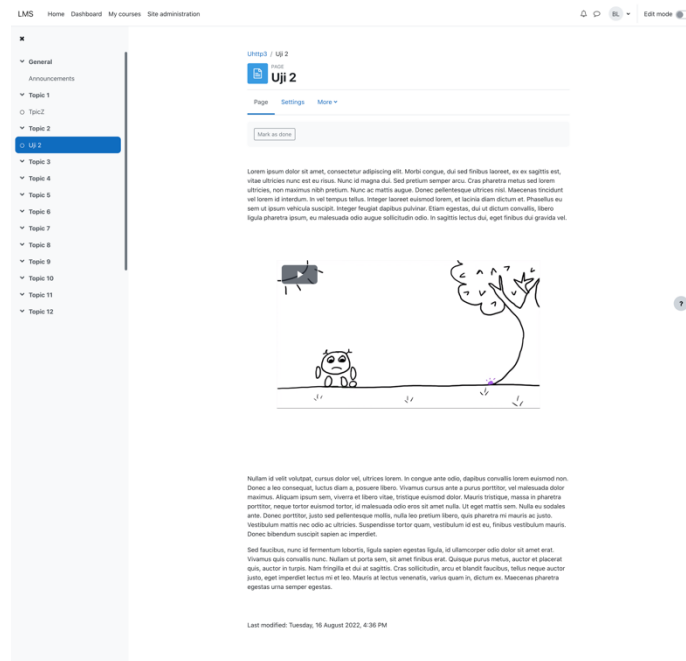 LMS Home Dashboard My courses Site administration BL Edit mode
General
Announcements
Topic 1
TpicZ
Topic 2
Uji 2
Topic 3
Topic 4
Topic 5
Topic 6
Topic 7
Topic 8
Topic 9
Topic 10
Topic 11
Topic 12
Uhttp3 / Uji 2
PAGE
Uji 2
Page Settings More
Mark as done
Lorem ipsum dolor sit amet, consectetur adipiscing elit. Morbi congue, dui sed finibus laoreet, ex ex sagittis est,
vitae ultricies nunc est eu risus. Nunc id magna dui. Sed pretium semper arcu. Cras pharetra metus sed lorem
ultricies, non maximus nibh pretium. Nunc ac mattis augue. Donec pellentesque ultrices nisl. Maecenas tincidunt
vel lorem id interdum. In vel tempus tellus. Integer laoreet euismod lorem, et lacinia diam dictum et. Phasellus eu
sem ut ipsum vehicula suscipit. Integer feugiat dapibus pulvinar. Etiam egestas, dui ut dictum convallis, libero
ligula pharetra ipsum, eu malesuada odio augue sollicitudin odio. In sagittis lectus dui, eget finibus dui gravida vel.
?
Nullam id velit volutpat, cursus dolor vel, ultrices lorem. In congue ante odio, dapibus convallis lorem euismod non.
Donec a leo consequat, luctus diam a, posuere libero. Vivamus cursus ante a purus porttitor, vel malesuada dolor
maximus. Aliquam ipsum sem, viverra et libero vitae, tristique euismod dolor. Mauris tristique, massa in pharetra
porttitor, neque tortor euismod tortor, id malesuada odio eros sit amet nulla. Ut eget mattis sem. Nulla eu sodales
ante. Donec porttitor, justo sed pellentesque mollis, nulla leo pretium libero, quis pharetra mi mauris ac justo.
Vestibulum mattis nec odio ac ultricies. Suspendisse tortor quam, vestibulum id est eu, finibus vestibulum mauris.
Donec bibendum suscipit sapien ac imperdiet.
Sed faucibus, nunc id fermentum lobortis, ligula sapien egestas ligula, id ullamcorper odio dolor sit amet erat.
Vivamus quis convallis nunc. Nullam ut porta sem, sit amet finibus erat. Quisque purus metus, auctor et placerat
quis, auctor in turpis. Nam fringilla et dui at sagittis. Cras sollicitudin, arcu et blandit faucibus, tellus neque auctor
justo, eget imperdiet lectus mi et leo. Mauris at lectus venenatis, varius quam in, dictum ex. Maecenas pharetra
egestas urna semper egestas.
Last modified: Tuesday, 16 August 2022, 4:36 PM